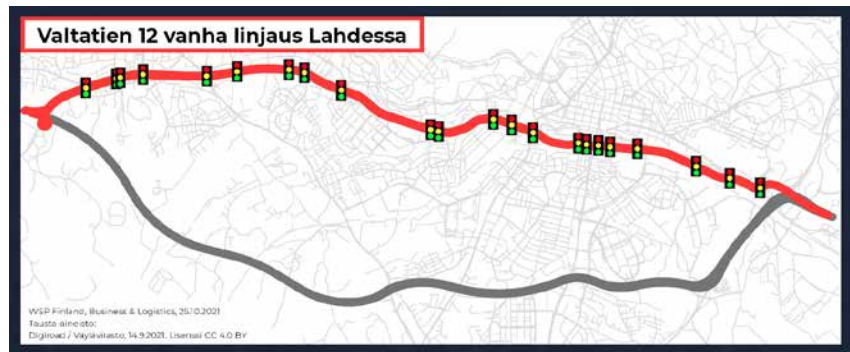 Valtatien 12 vanha linjaus Lahdessa
WSP Finland, Business & Logistics, 25.10.2021
Tausta aineisto:
Digiroad / Väylävirasto, 14.9.2021. Lisenssi CC 4.0 BY